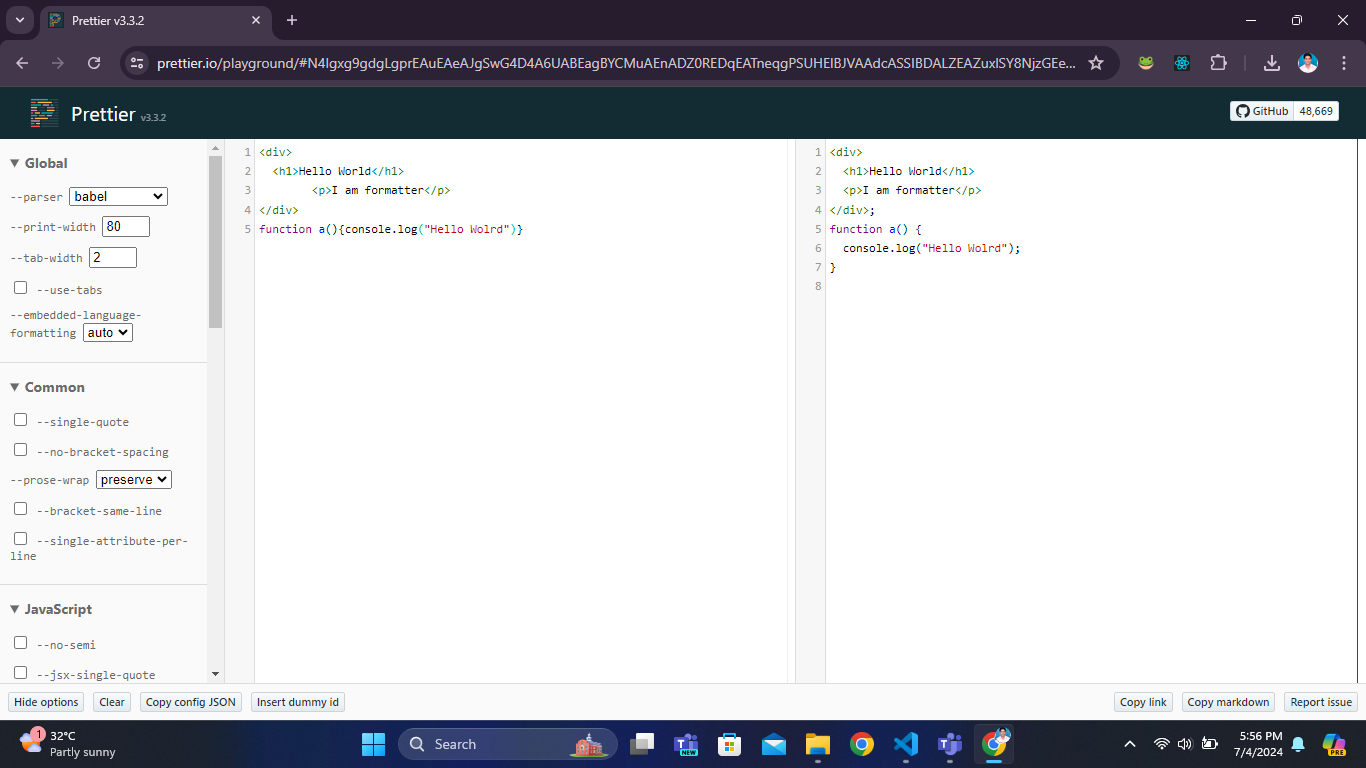 Prettier v3.3.2
prettier.io/playground/#N4Igxg9gdgLgprEAuEAeAJgSwG4D4A6UABEagBYCMuAEnADZ0REDqEATneqgPSUHEIBJVAAdcASSIBDALZEAZuxlSY8NjzGEe...
Prettier v3.3.2
GitHub 48,669
▼ Global
--parser babel
--print-width 80
--tab-width 2
--use-tabs
--embedded-language-
formatting auto
▼ Common
--single-quote
--no-bracket-spacing
--prose-wrap preserve
--bracket-same-line
--single-attribute-per-
line
▼ JavaScript
--no-semi
--jsx-single-quote
1 <div>
2   <h1>Hello World</h1>
3         <p>I am formatter</p>
4 </div>
5 function a(){console.log("Hello Wolrd")}
1 <div>
2   <h1>Hello World</h1>
3   <p>I am formatter</p>
4 </div>;
5 function a() {
6   console.log("Hello Wolrd");
7 }
8
Hide options Clear Copy config JSON Insert dummy id Copy link Copy markdown Report issue
1
32°C
Partly sunny
Search
NEW
5:56 PM
7/4/2024
PRE